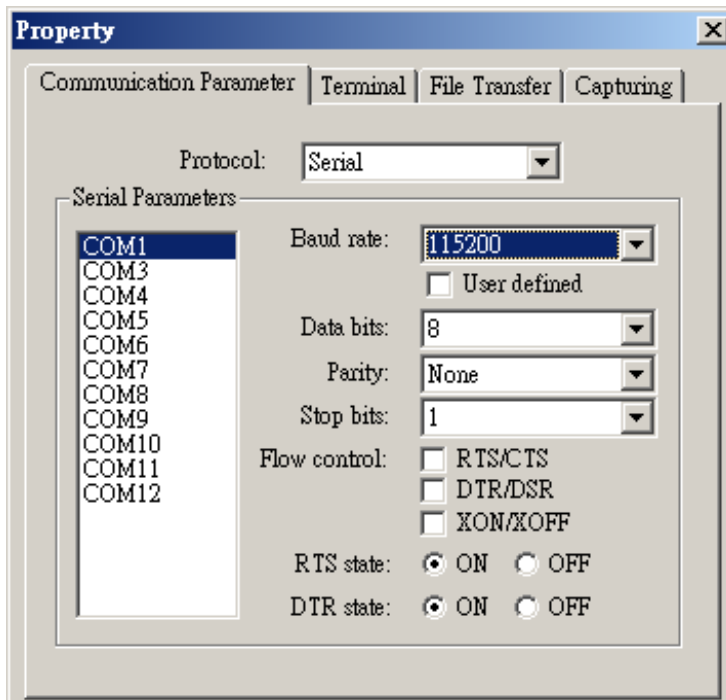 Property
Communication Parameter Terminal File Transfer Capturing
Protocol: Serial
Serial Parameters
COM1
COM3
COM4
COM5
COM6
COM7
COM8
COM9
COM10
COM11
COM12
Baud rate: 115200
User defined
Data bits: 8
Parity: None
Stop bits: 1
Flow control: RTS/CTS
DTR/DSR
XON/XOFF
RTS state: ON OFF
DTR state: ON OFF